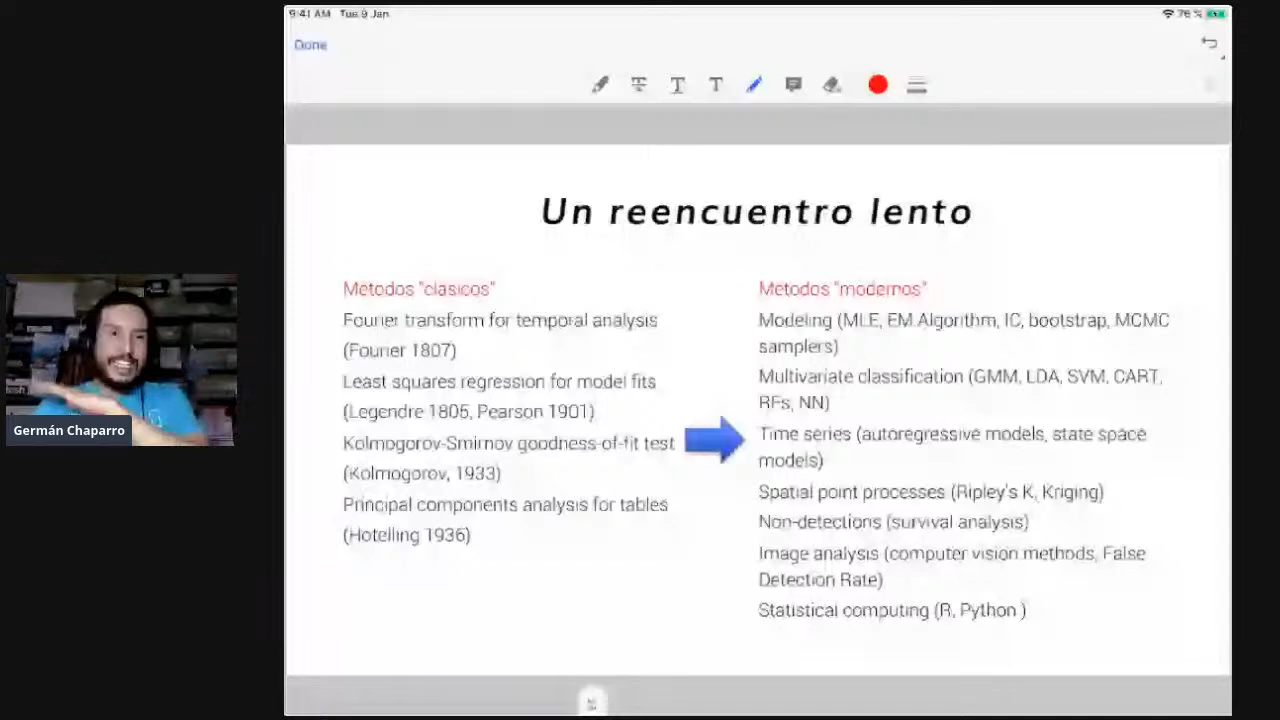 9:41 AM Tue 9 Jan
76 %
Done
Un reencuentro lento
Métodos "clásicos"
Fourier transform for temporal analysis
(Fourier 1807)
Least squares regression for model fits
(Legendre 1805, Pearson 1901)
Kolmogorov-Smirnov goodness-of-fit test
(Kolmogorov, 1933)
Principal components analysis for tables
(Hotelling 1936)
Métodos "modernos"
Modeling (MLE, EM Algorithm, IC, bootstrap, MCMC
samplers)
Multivariate classification (GMM, LDA, SVM, CART,
RFs, NN)
Time series (autoregressive models, state space
models)
Spatial point processes (Ripley's K, Kriging)
Non-detections (survival analysis)
Image analysis (computer vision methods, False
Detection Rate)
Statistical computing (R, Python )
Germán Chaparro